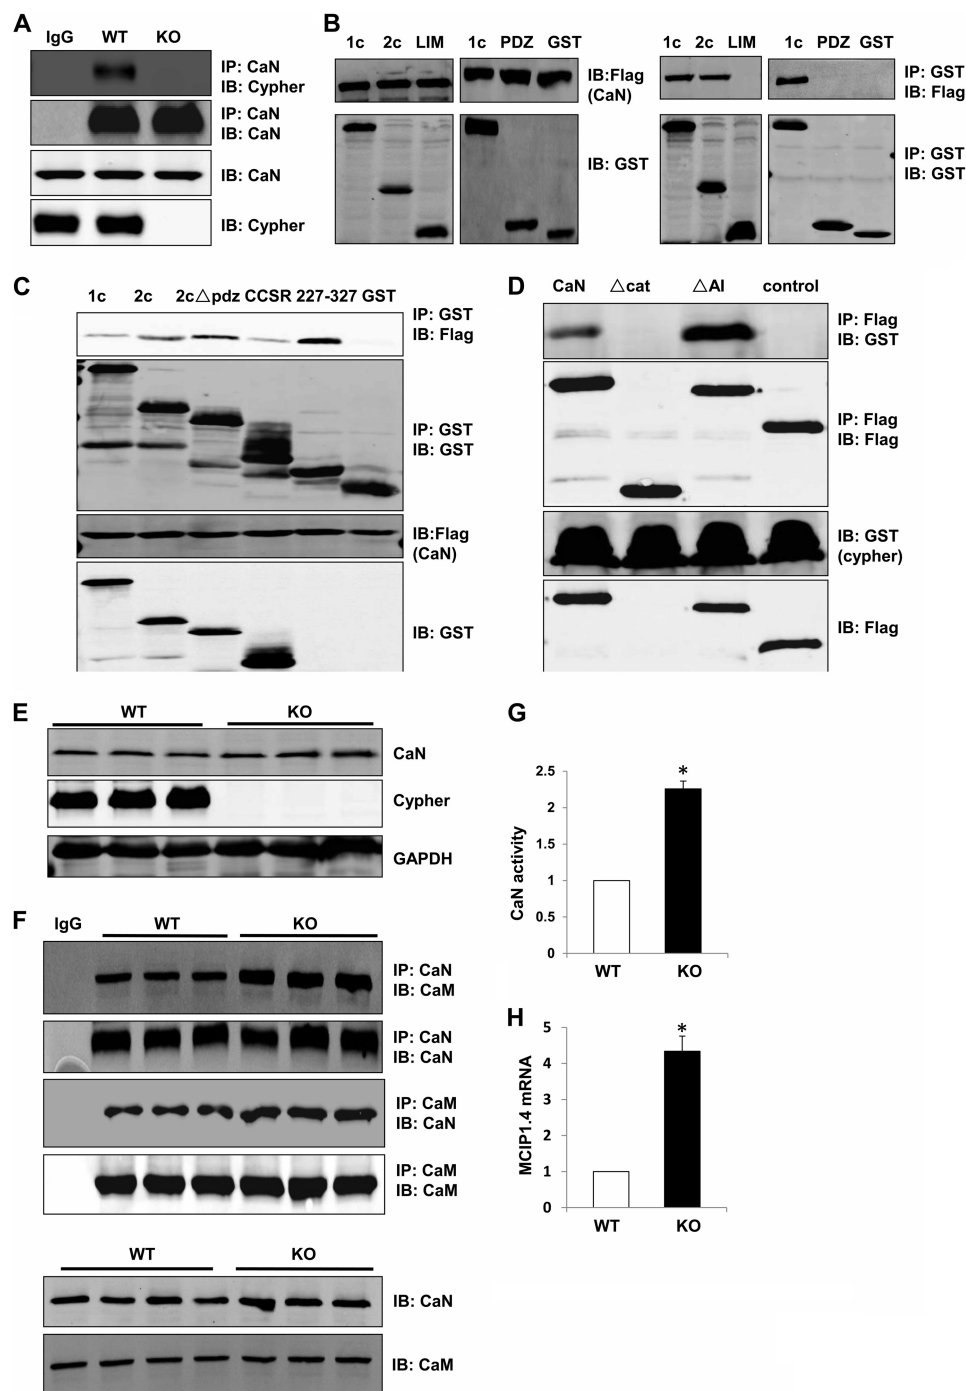 A
IgG WT KO
IP: CaN
IB: Cypher
IP: CaN
IB: CaN
IB: CaN
IB: Cypher
B
1c 2c LIM 1c PDZ GST
IB:Flag
(CaN)
IB: GST
1c 2c LIM 1c PDZ GST
IP: GST
IB: Flag
IP: GST
IB: GST
C
1c 2c 2c△pdz CCSR 227-327 GST
IP: GST
IB: Flag
IP: GST
IB: GST
IB:Flag
(CaN)
IB: GST
D
CaN △cat △AI control
IP: Flag
IB: GST
IP: Flag
IB: Flag
IB: GST
(cypher)
IB: Flag
E
WT KO
CaN
Cypher
GAPDH
F
IgG WT KO
IP: CaN
IB: CaM
IP: CaN
IB: CaN
IP: CaM
IB: CaN
IP: CaM
IB: CaM
WT KO
IB: CaN
IB: CaM
G
CaN activity
2.5
2
1.5
1
0.5
0
*
WT KO
H
MCIP1.4 mRNA
5
4
3
2
1
0
*
WT KO